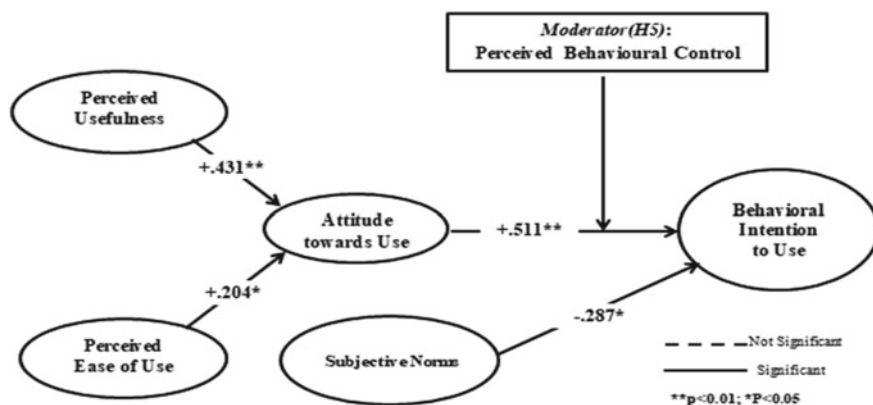 Moderator(H5):
Perceived Behavioural Control
Perceived
Usefulness
+.431**
Attitude
towards Use
+.511**
Behavioral
Intention
to Use
+.204*
-.287*
Perceived
Ease of Use
Subjective Norms
Not Significant
Significant
**p<0.01; *P<0.05